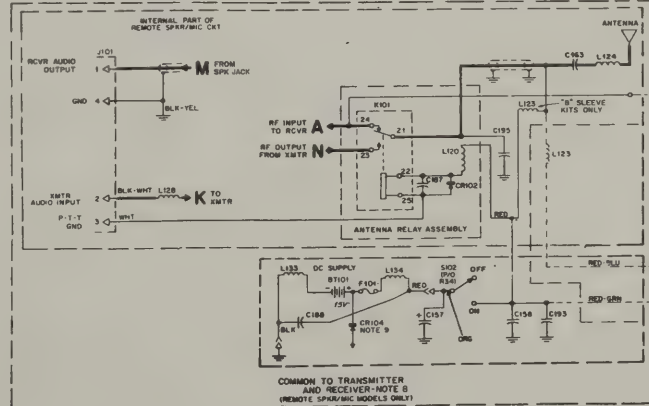 INTERNAL PART OF
REMOTE SPKR/MIC CKT
ANTENNA
J101
RCVR AUDIO
OUTPUT
1
M
FROM
SPK JACK
C163
L124
GND
4
BLK-YEL
K101
L123
"B" SLEEVE
KITS ONLY
RF INPUT
TO RCVR
A
24
21
RF OUTPUT
FROM XMTR
N
23
L120
C195
L123
22
C187
CR102
25
XMTR
AUDIO INPUT
2
BLK-WHT
L128
K
TO
XMTR
P-T-T
GND
3
WHT
RED
ANTENNA RELAY ASSEMBLY
RED-BLU
L133
DC SUPPLY
BT101
15V
F101
L134
RED
S102
(P/O
R341)
OFF
ON
RED-GRN
C188
BLK
CR104
NOTE 9
C157
ORG
C158
C193
COMMON TO TRANSMITTER
AND RECEIVER-NOTE 8
(REMOTE SPKR/MIC MODELS ONLY)